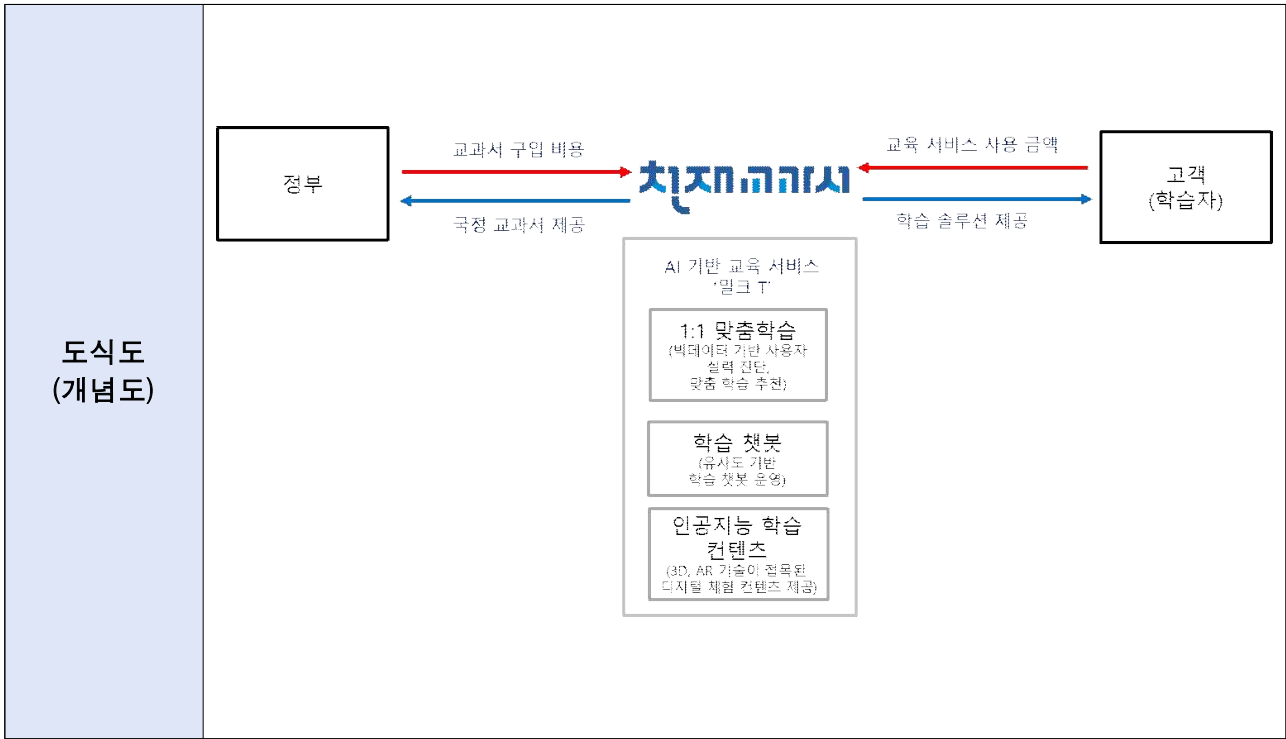 도식도
(개념도)
정부
교과서 구입 비용
국정 교과서 제공
천재교과서
교육 서비스 사용 금액
학습 솔루션 제공
고객
(학습자)
AI 기반 교육 서비스
'밀크 T'
1:1 맞춤학습
(빅데이터 기반 사용자
실력 진단,
맞춤 학습 추천)
학습 챗봇
(유사도 기반
학습 챗봇 운영)
인공지능 학습
컨텐츠
(3D, AR 기술이 접목된
디지털 체험 컨텐츠 제공)